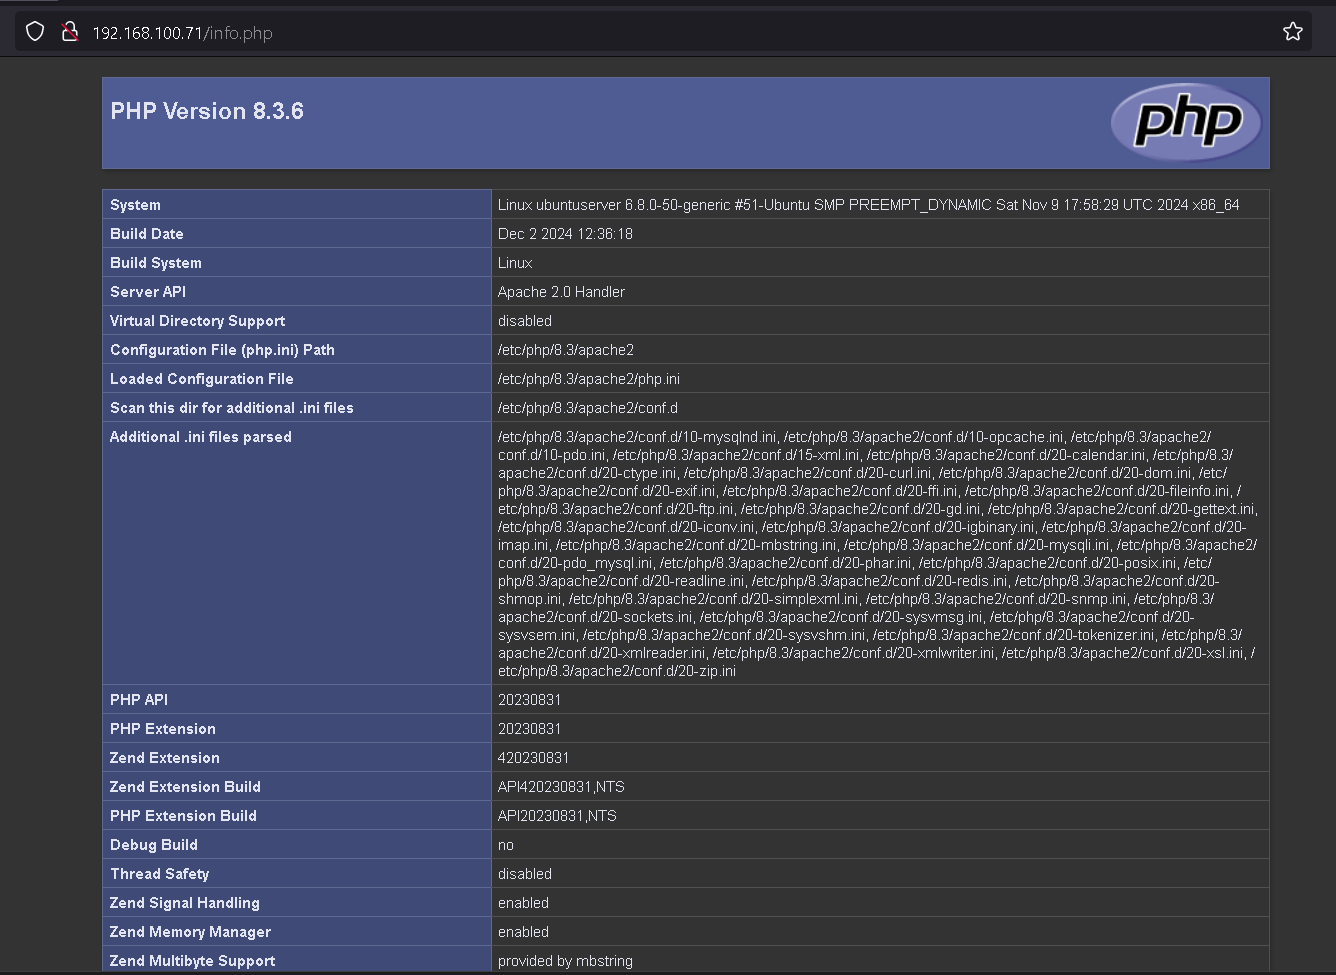 192.168.100.71/info.php
PHP Version 8.3.6
php
System Linux ubuntuserver 6.8.0-50-generic #51-Ubuntu SMP PREEMPT_DYNAMIC Sat Nov 9 17:58:29 UTC 2024 x86_64
Build Date Dec 2 2024 12:36:18
Build System Linux
Server API Apache 2.0 Handler
Virtual Directory Support disabled
Configuration File (php.ini) Path /etc/php/8.3/apache2
Loaded Configuration File /etc/php/8.3/apache2/php.ini
Scan this dir for additional .ini files /etc/php/8.3/apache2/conf.d
Additional .ini files parsed /etc/php/8.3/apache2/conf.d/10-mysqlnd.ini, /etc/php/8.3/apache2/conf.d/10-opcache.ini, /etc/php/8.3/apache2/
conf.d/10-pdo.ini, /etc/php/8.3/apache2/conf.d/15-xml.ini, /etc/php/8.3/apache2/conf.d/20-calendar.ini, /etc/php/8.3/
apache2/conf.d/20-ctype.ini, /etc/php/8.3/apache2/conf.d/20-curl.ini, /etc/php/8.3/apache2/conf.d/20-dom.ini, /etc/
php/8.3/apache2/conf.d/20-exif.ini, /etc/php/8.3/apache2/conf.d/20-ffi.ini, /etc/php/8.3/apache2/conf.d/20-fileinfo.ini, /
etc/php/8.3/apache2/conf.d/20-ftp.ini, /etc/php/8.3/apache2/conf.d/20-gd.ini, /etc/php/8.3/apache2/conf.d/20-gettext.ini,
/etc/php/8.3/apache2/conf.d/20-iconv.ini, /etc/php/8.3/apache2/conf.d/20-igbinary.ini, /etc/php/8.3/apache2/conf.d/20-
imap.ini, /etc/php/8.3/apache2/conf.d/20-mbstring.ini, /etc/php/8.3/apache2/conf.d/20-mysqli.ini, /etc/php/8.3/apache2/
conf.d/20-pdo_mysql.ini, /etc/php/8.3/apache2/conf.d/20-phar.ini, /etc/php/8.3/apache2/conf.d/20-posix.ini, /etc/
php/8.3/apache2/conf.d/20-readline.ini, /etc/php/8.3/apache2/conf.d/20-redis.ini, /etc/php/8.3/apache2/conf.d/20-
shmop.ini, /etc/php/8.3/apache2/conf.d/20-simplexml.ini, /etc/php/8.3/apache2/conf.d/20-snmp.ini, /etc/php/8.3/
apache2/conf.d/20-sockets.ini, /etc/php/8.3/apache2/conf.d/20-sysvmsg.ini, /etc/php/8.3/apache2/conf.d/20-
sysvsem.ini, /etc/php/8.3/apache2/conf.d/20-sysvshm.ini, /etc/php/8.3/apache2/conf.d/20-tokenizer.ini, /etc/php/8.3/
apache2/conf.d/20-xmlreader.ini, /etc/php/8.3/apache2/conf.d/20-xmlwriter.ini, /etc/php/8.3/apache2/conf.d/20-xsl.ini, /
etc/php/8.3/apache2/conf.d/20-zip.ini
PHP API 20230831
PHP Extension 20230831
Zend Extension 420230831
Zend Extension Build API420230831,NTS
PHP Extension Build API20230831,NTS
Debug Build no
Thread Safety disabled
Zend Signal Handling enabled
Zend Memory Manager enabled
Zend Multibyte Support provided by mbstring